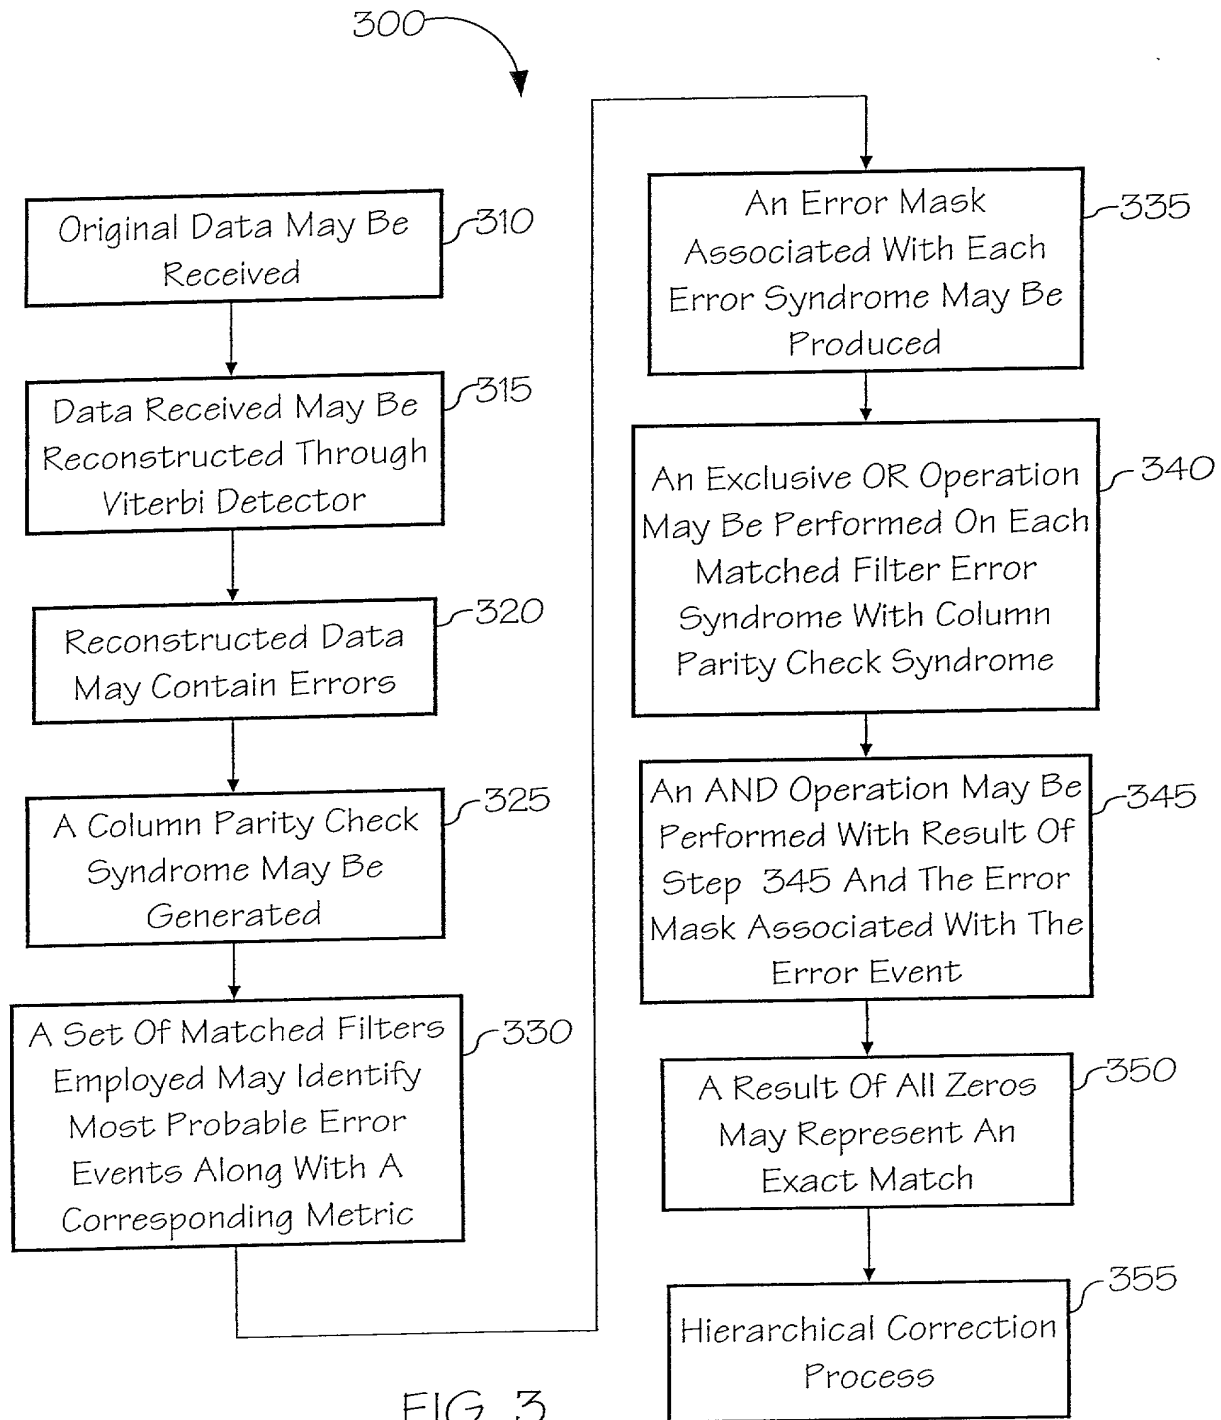 300
Original Data May Be
Received
310
Data Received May Be
Reconstructed Through
Viterbi Detector
315
Reconstructed Data
May Contain Errors
320
A Column Parity Check
Syndrome May Be
Generated
325
A Set Of Matched Filters
Employed May Identify
Most Probable Error
Events Along With A
Corresponding Metric
330
An Error Mask
Associated With Each
Error Syndrome May Be
Produced
335
An Exclusive OR Operation
May Be Performed On Each
Matched Filter Error
Syndrome With Column
Parity Check Syndrome
340
An AND Operation May Be
Performed With Result Of
Step 345 And The Error
Mask Associated With The
Error Event
345
A Result Of All Zeros
May Represent An
Exact Match
350
Hierarchical Correction
Process
355
FIG. 3